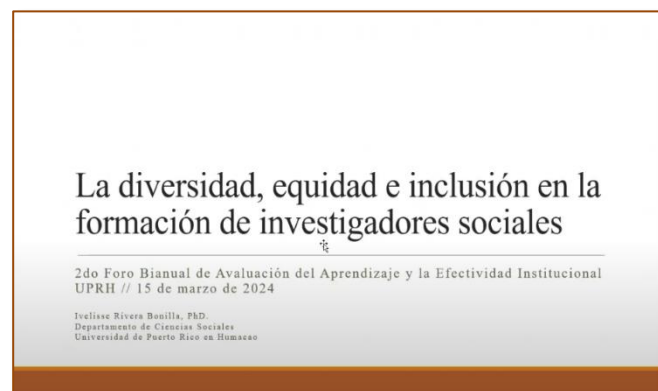 La diversidad, equidad e inclusión en la
formación de investigadores sociales
2do Foro Bianual de Avaluación del Aprendizaje y la Efectividad Institucional
UPRH // 15 de marzo de 2024
Ivelisse Rivera Bonilla, PhD.
Departamento de Ciencias Sociales
Universidad de Puerto Rico en Humacao